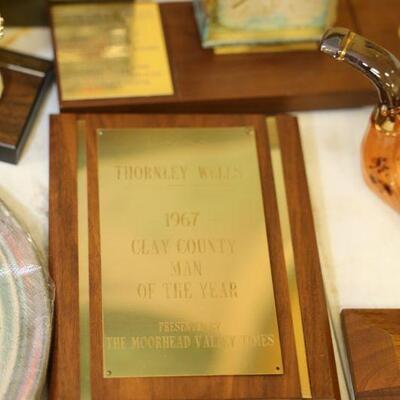 THORNLEY WELLS
1967
CLAY COUNTY
MAN
OF THE YEAR
PRESENTED BY
THE MOORHEAD VALLEY TIMES